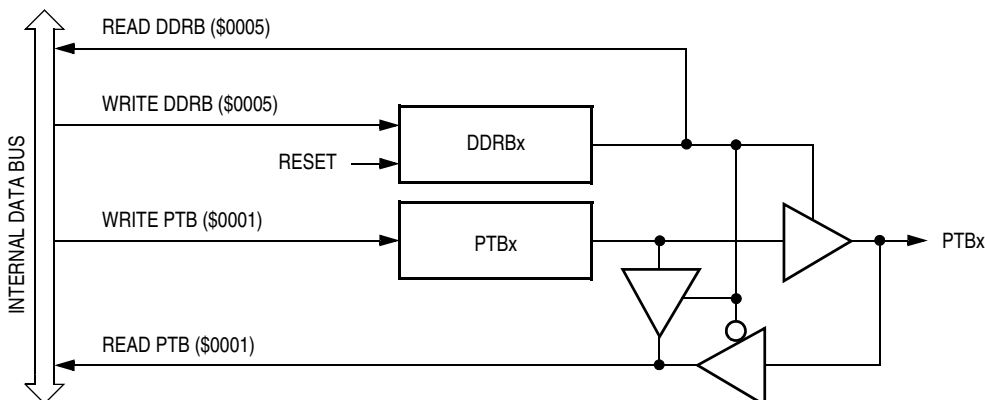 READ DDRB ($0005)
WRITE DDRB ($0005)
DDRBx
RESET
INTERNAL DATA BUS
WRITE PTB ($0001)
PTBx
PTBx
READ PTB ($0001)